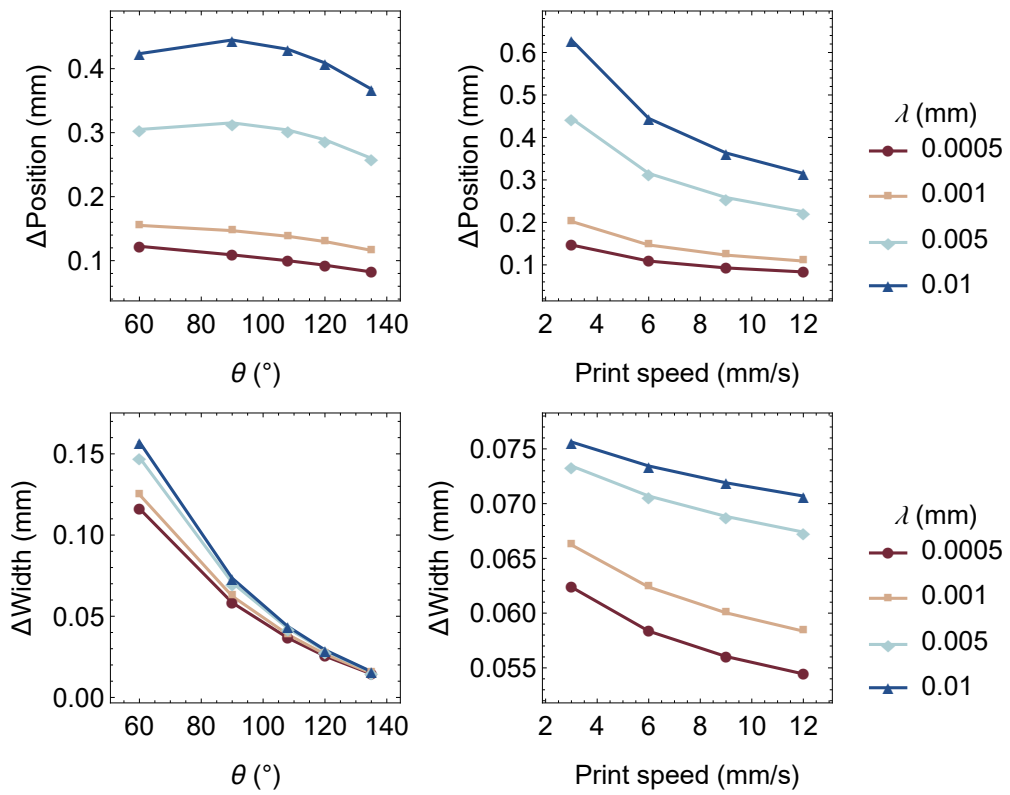 ΔPosition (mm)
0.4
0.3
0.2
0.1
60 80 100 120 140
θ (°)
ΔPosition (mm)
0.6
0.5
0.4
0.3
0.2
0.1
2 4 6 8 10 12
Print speed (mm/s)
λ (mm)
0.0005
0.001
0.005
0.01
ΔWidth (mm)
0.15
0.10
0.05
0.00
60 80 100 120 140
θ (°)
ΔWidth (mm)
0.075
0.070
0.065
0.060
0.055
2 4 6 8 10 12
Print speed (mm/s)
λ (mm)
0.0005
0.001
0.005
0.01